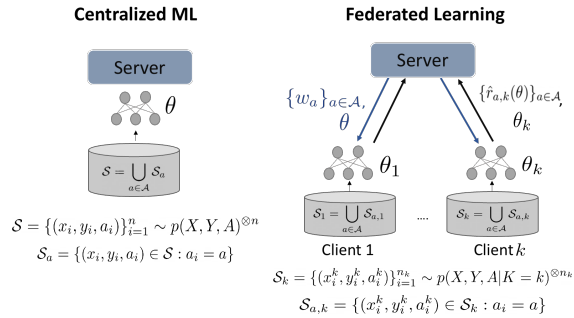 Centralized ML
Server
θ
𝒮 = ⋃_{a∈𝒜} 𝒮_a
𝒮 = {(x_i, y_i, a_i)}_{i=1}^n ∼ p(X, Y, A)^{⊗n}
𝒮_a = {(x_i, y_i, a_i) ∈ 𝒮 : a_i = a}
Federated Learning
Server
{w_a}_{a∈𝒜},
θ
{r̂_{a,k}(θ)}_{a∈𝒜},
θ_k
θ_1
θ_k
𝒮_1 = ⋃_{a∈𝒜} 𝒮_{a,1}
....
𝒮_k = ⋃_{a∈𝒜} 𝒮_{a,k}
Client 1
Client k
𝒮_k = {(x_i^k, y_i^k, a_i^k)}_{i=1}^{n_k} ∼ p(X, Y, A|K = k)^{⊗n_k}
𝒮_{a,k} = {(x_i^k, y_i^k, a_i^k) ∈ 𝒮_k : a_i = a}